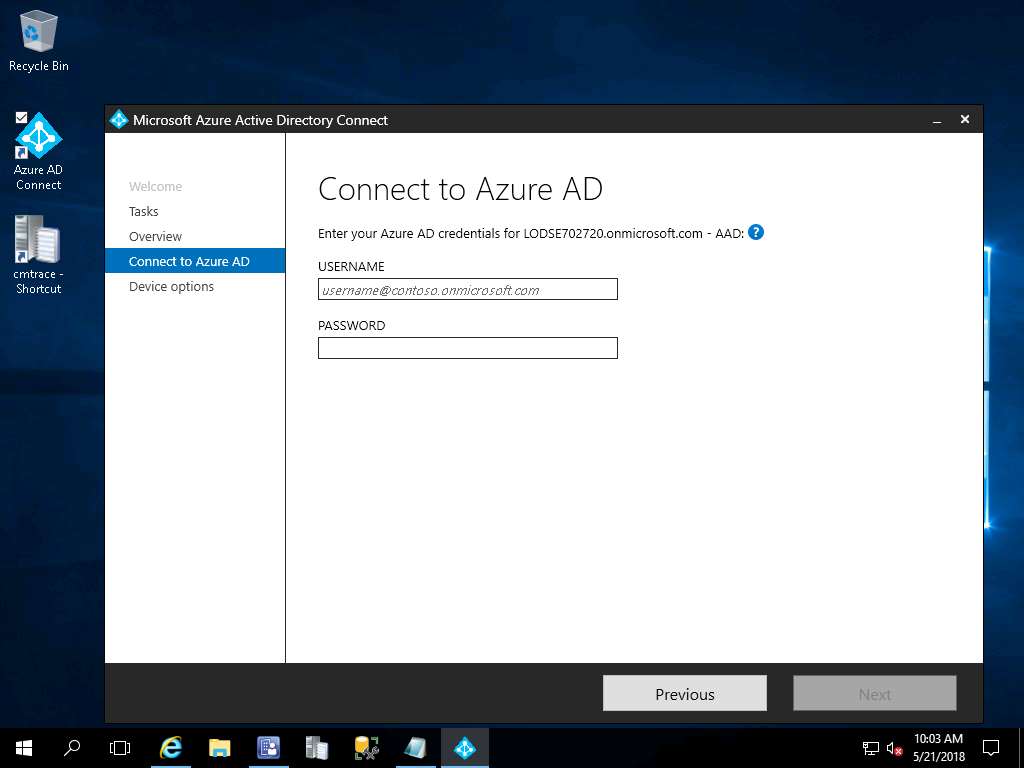 Recycle Bin
Azure AD
Connect
cmtrace -
Shortcut
Microsoft Azure Active Directory Connect
Welcome
Tasks
Overview
Connect to Azure AD
Device options
Connect to Azure AD
Enter your Azure AD credentials for LODSE702720.onmicrosoft.com - AAD: ?
USERNAME
username@contoso.onmicrosoft.com
PASSWORD
Previous
Next
10:03 AM
5/21/2018